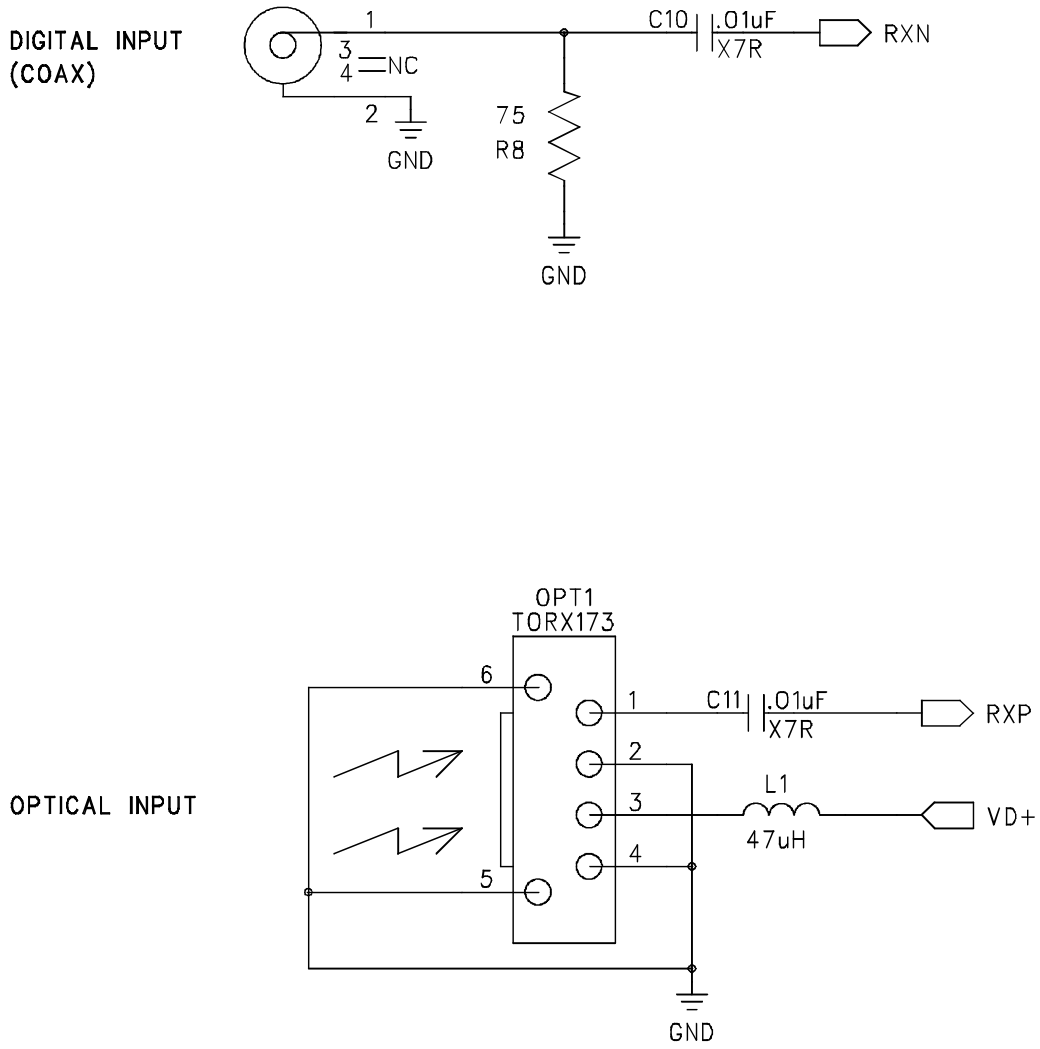 DIGITAL INPUT
(COAX)
1
3
4
NC
2
GND
75
R8
GND
C10
.01uF
X7R
RXN
OPT1
TORX173
6
1
C11
.01uF
X7R
RXP
2
L1
OPTICAL INPUT
3
47uH
VD+
4
5
GND